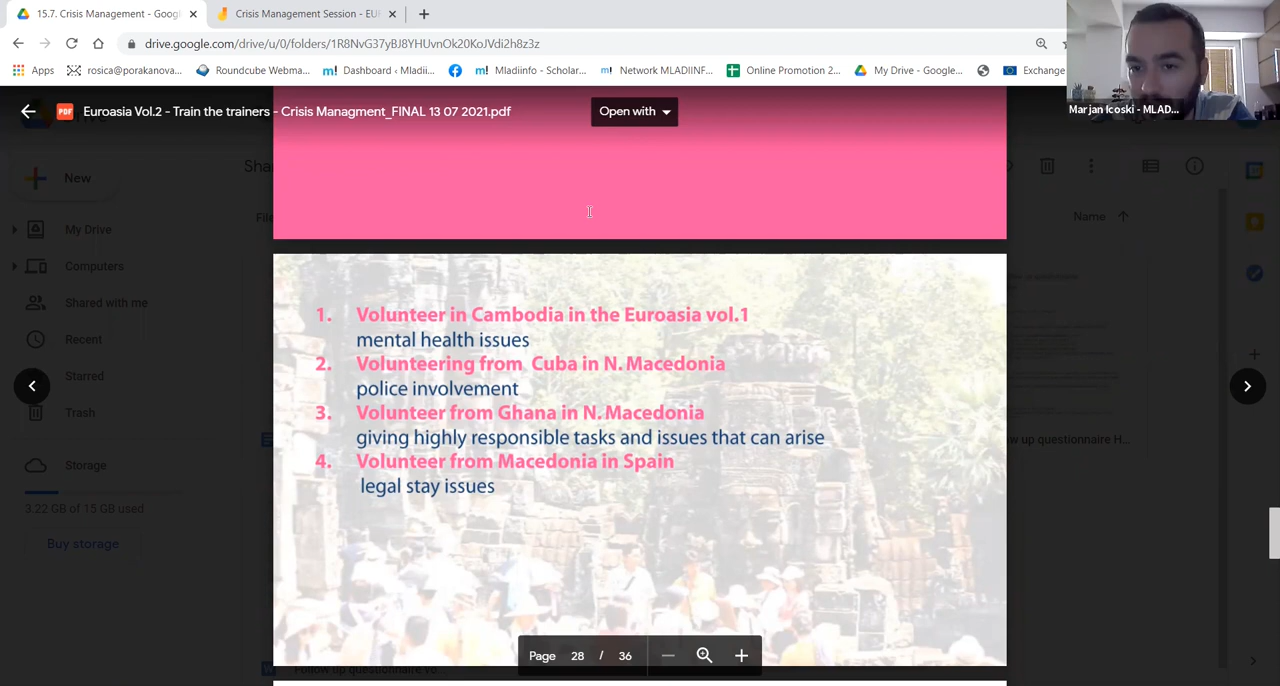 15.7. Crisis Management - Goog
Crisis Management Session - EU
drive.google.com/drive/u/0/folders/1R8NvG37yBJ8YHUvnOk20KoJVdi2h8z3z
Apps
rosica@porakanova...
Roundcube Webma...
Dashboard ‹ Mladii...
Mladiinfo - Scholar...
Network MLADIINF...
Online Promotion 2...
My Drive - Google...
Exchange
Marjan Icoski - MLAD...
PDF
Euroasia Vol.2 - Train the trainers - Crisis Managment_FINAL 13 07 2021.pdf
Open with
New
My Drive
Computers
Shared with me
Recent
Starred
Trash
Storage
3.22 GB of 15 GB used
Buy storage
Name
1. Volunteer in Cambodia in the Euroasia vol.1
mental health issues
2. Volunteering from Cuba in N. Macedonia
police involvement
3. Volunteer from Ghana in N. Macedonia
giving highly responsible tasks and issues that can arise
4. Volunteer from Macedonia in Spain
legal stay issues
Page 28 / 36